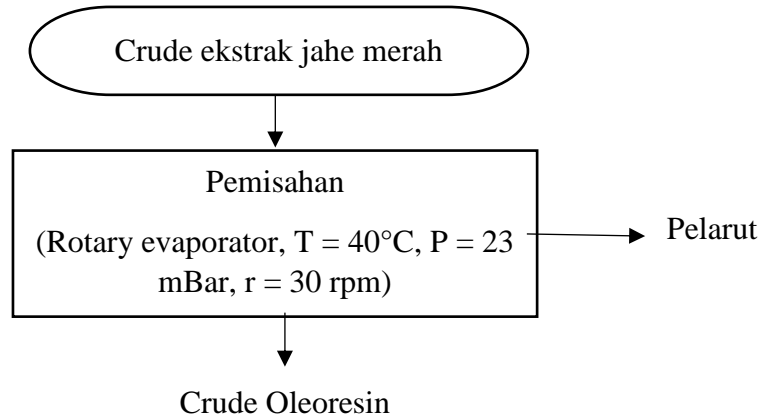 Crude ekstrak jahe merah
Pemisahan
(Rotary evaporator, T = 40°C, P = 23
mBar, r = 30 rpm)
Pelarut
Crude Oleoresin